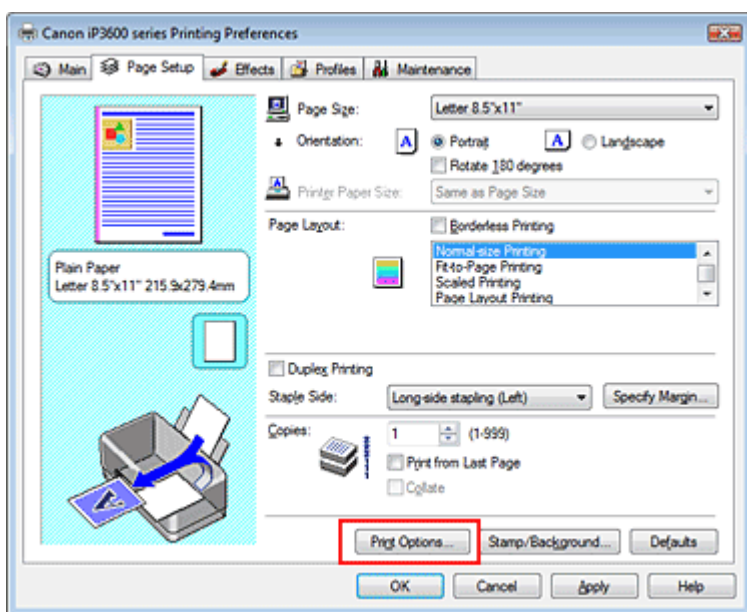 Canon iP3600 series Printing Preferences
Main Page Setup Effects Profiles Maintenance
Page Size: Letter 8.5"x11"
Orientation: A Portrait A Landscape
Rotate 180 degrees
Printer Paper Size: Same as Page Size
Page Layout: Borderless Printing
Normal-size Printing
Fit-to-Page Printing
Scaled Printing
Page Layout Printing
Plain Paper
Letter 8.5"x11" 215.9x279.4mm
Duplex Printing
Staple Side: Long-side stapling (Left) Specify Margin...
Copies: 1 (1-999)
Print from Last Page
Collate
Print Options... Stamp/Background... Defaults
OK Cancel Apply Help